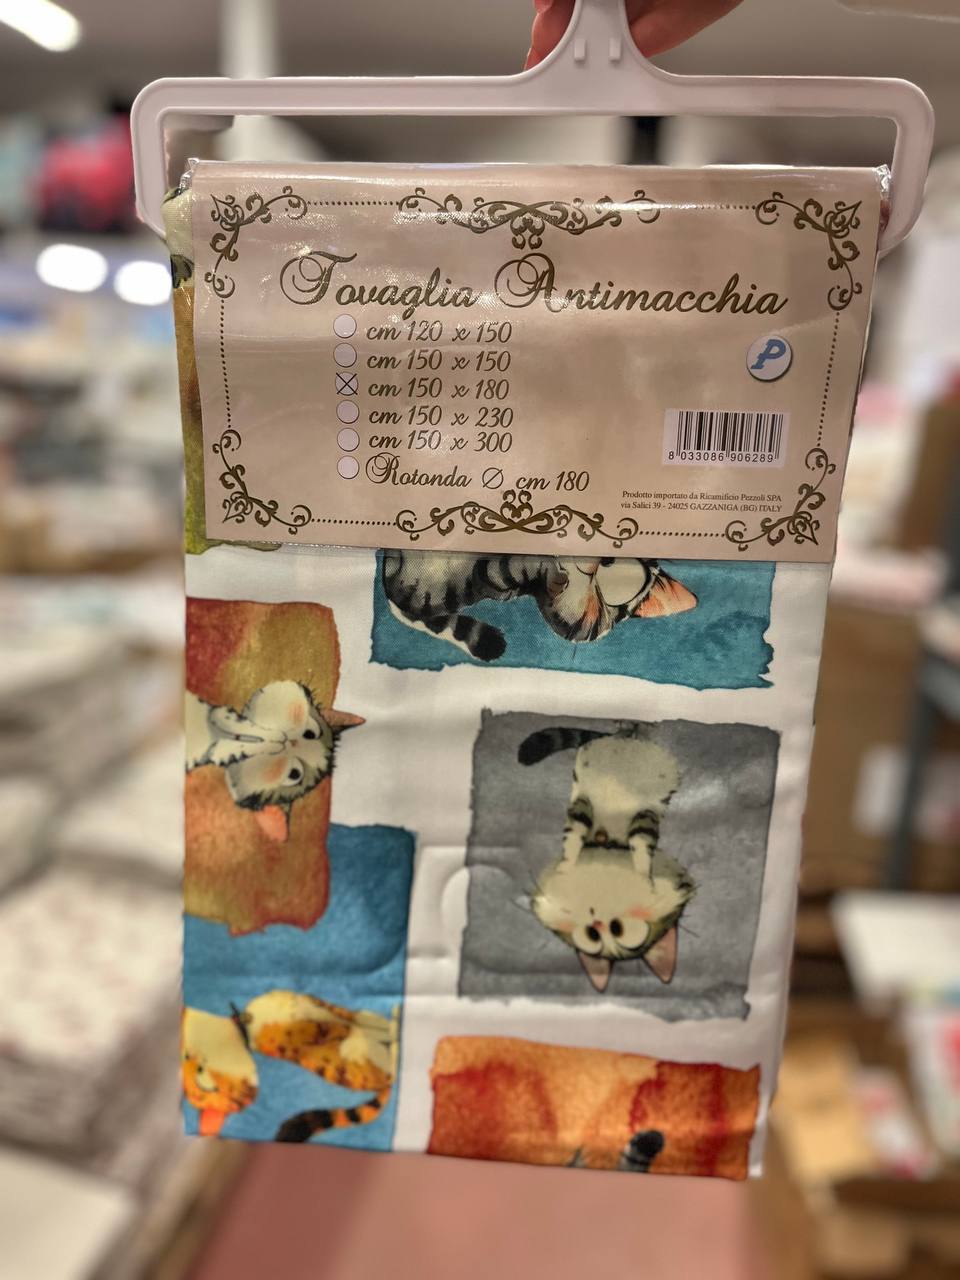 Tovaglia Antimacchia
cm 120 x 150
cm 150 x 150
cm 150 x 180
cm 150 x 230
cm 150 x 300
Rotonda Ø cm 180
P
8 033086 906289
Prodotto importato da Ricamificio Pezzoli SPA
via Salici 39 - 24025 GAZZANIGA (BG) ITALY